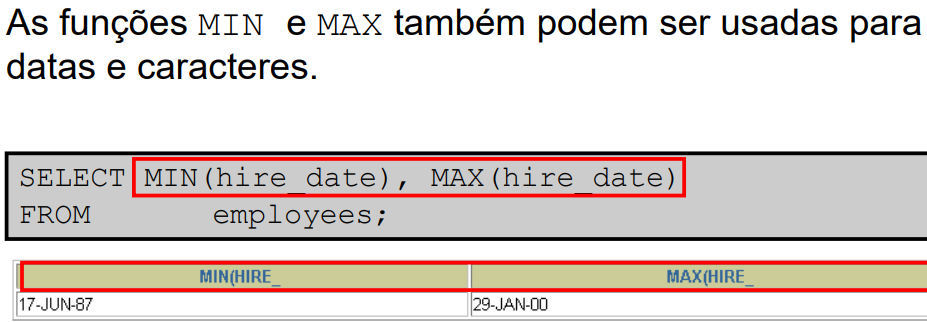 As funções MIN e MAX também podem ser usadas para
datas e caracteres.
SELECT MIN(hire_date), MAX(hire_date)
FROM employees;
MIN(HIRE_ MAX(HIRE_
17-JUN-87 29-JAN-00